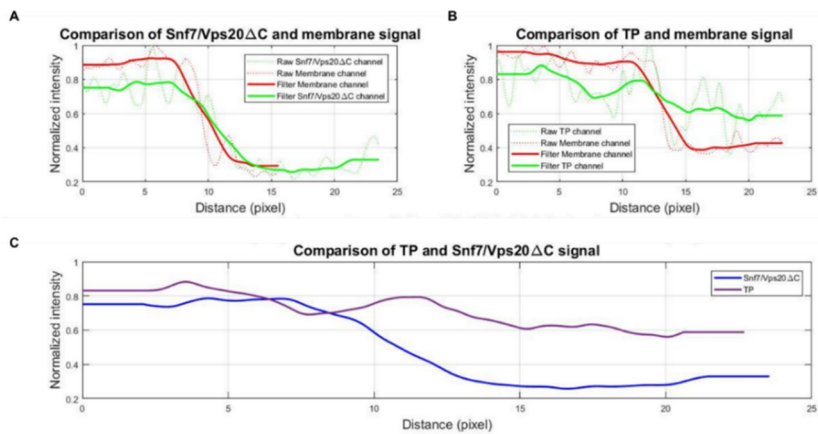 A
Comparison of Snf7/Vps20△C and membrane signal
Normalized intensity
1
0.8
0.6
0.4
0.2
0
5
10
15
20
25
Distance (pixel)
Raw Snf7/Vps20△C channel
Raw Membrane channel
Filter Membrane channel
Filter Snf7/Vps20△C channel
B
Comparison of TP and membrane signal
Normalized intensity
1
0.8
0.6
0.4
0.2
0
5
10
15
20
25
Distance (pixel)
Raw TP channel
Raw Membrane channel
Filter Membrane channel
Filter TP channel
C
Comparison of TP and Snf7/Vps20△C signal
Normalized intensity
1
0.8
0.6
0.4
0.2
0
5
10
15
20
25
Distance (pixel)
Snf7/Vps20△C
TP